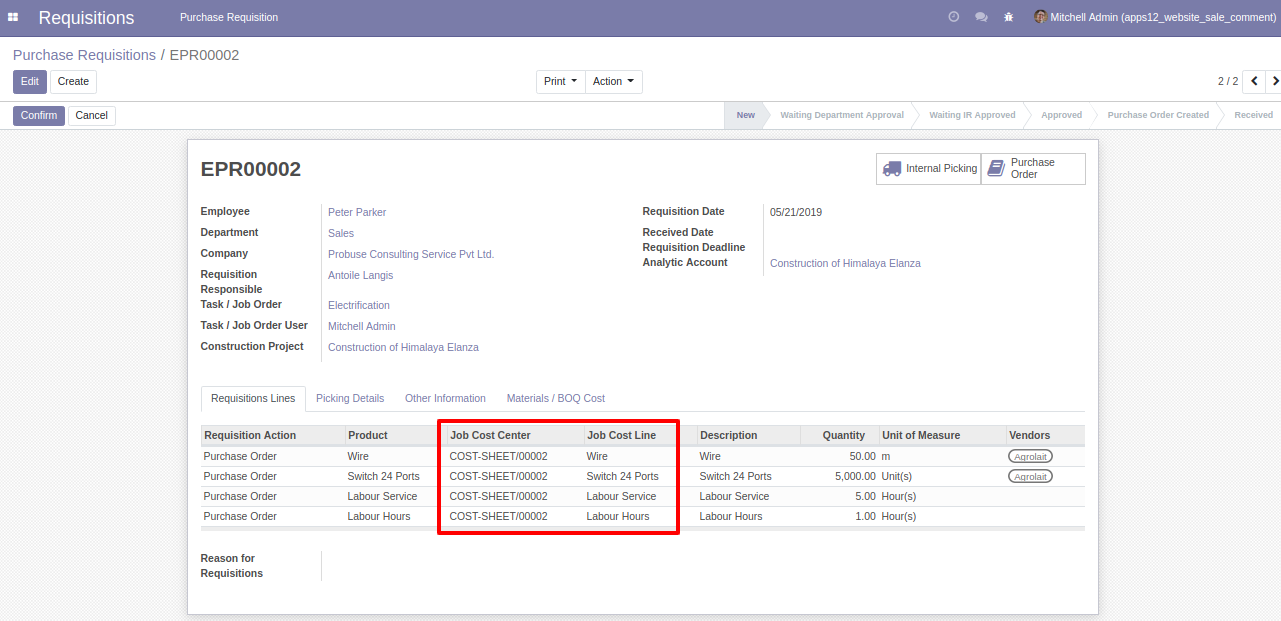 Requisitions Purchase Requisition Mitchell Admin (apps12_website_sale_comment)
Purchase Requisitions / EPR00002
Edit Create Print Action 2 / 2
Confirm Cancel New Waiting Department Approval Waiting IR Approved Approved Purchase Order Created Received
EPR00002
Internal Picking
Purchase
Order
Employee Peter Parker
Department Sales
Company Probuse Consulting Service Pvt Ltd.
Requisition
Responsible
Antoile Langis
Task / Job Order Electrification
Task / Job Order User Mitchell Admin
Construction Project Construction of Himalaya Elanza
Requisition Date 05/21/2019
Received Date
Requisition Deadline
Analytic Account Construction of Himalaya Elanza
Requisitions Lines Picking Details Other Information Materials / BOQ Cost
Requisition Action Product Job Cost Center Job Cost Line Description Quantity Unit of Measure Vendors
Purchase Order Wire COST-SHEET/00002 Wire Wire 50.00 m Agrolait
Purchase Order Switch 24 Ports COST-SHEET/00002 Switch 24 Ports Switch 24 Ports 5,000.00 Unit(s) Agrolait
Purchase Order Labour Service COST-SHEET/00002 Labour Service Labour Service 5.00 Hour(s)
Purchase Order Labour Hours COST-SHEET/00002 Labour Hours Labour Hours 1.00 Hour(s)
Reason for
Requisitions